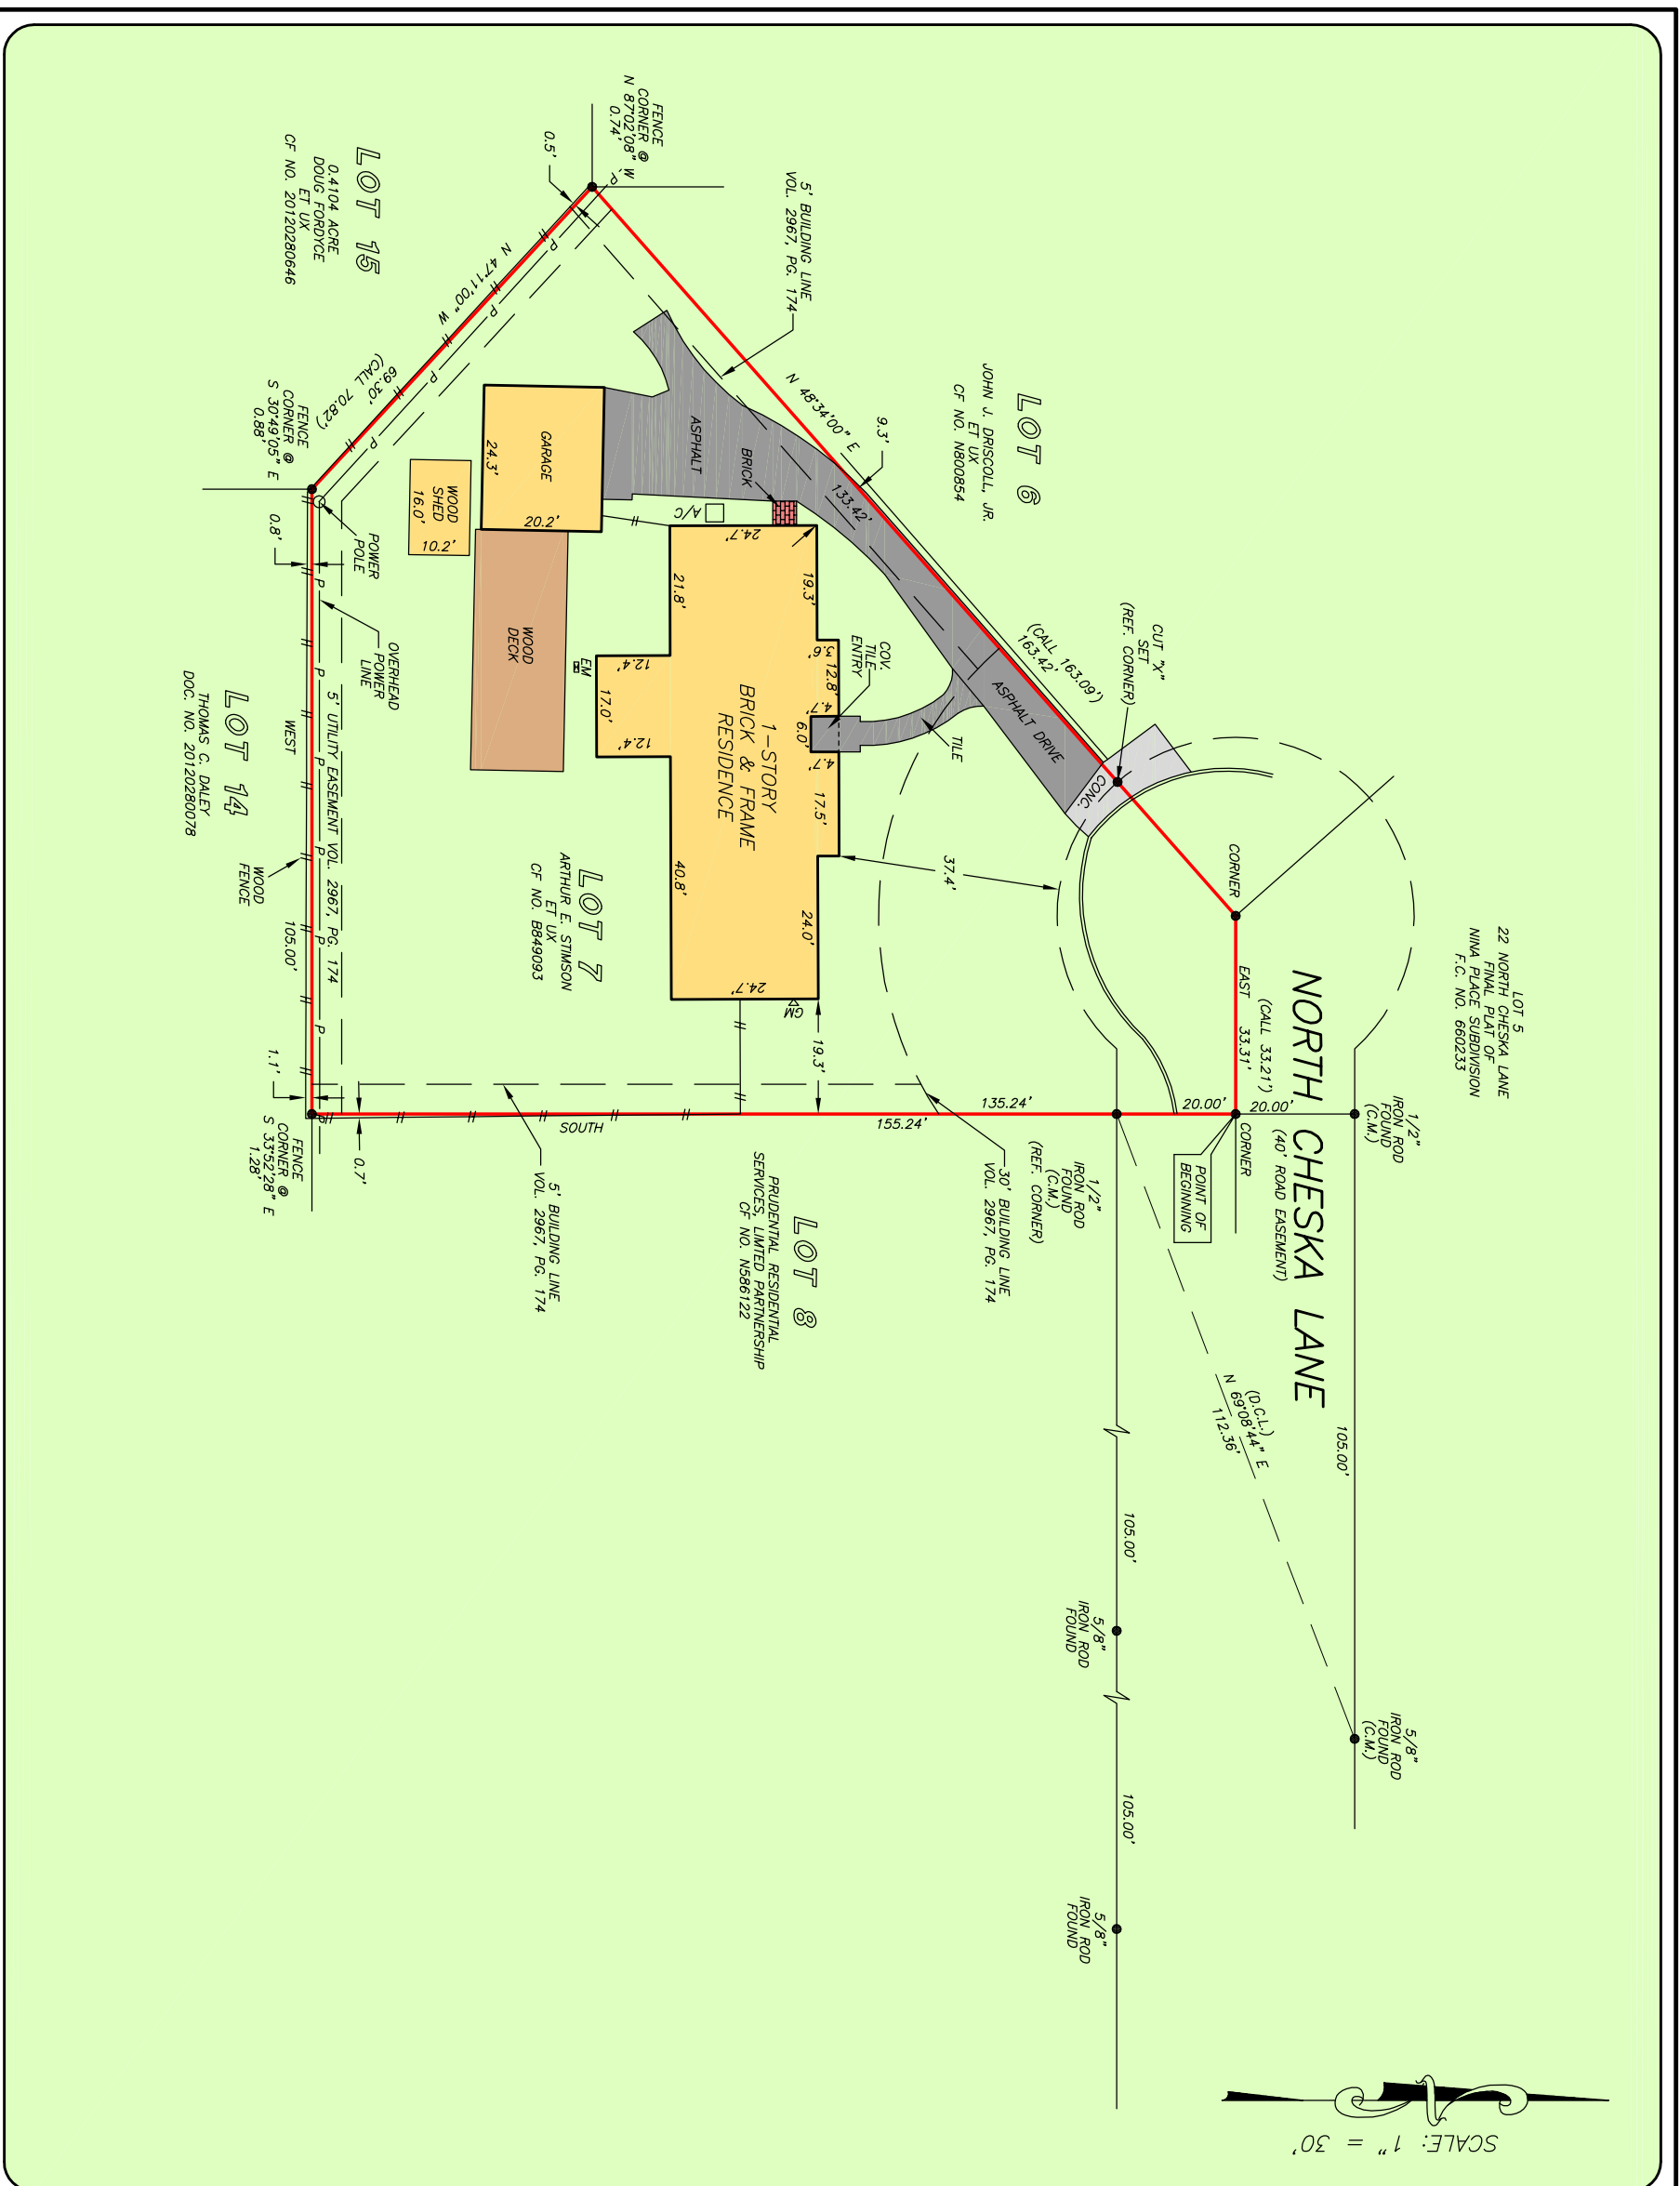 LOT 5
22 NORTH CHESKA LANE
FINAL PLAT OF
NINA PLACE SUBDIVISION
F.C. NO. 660233
NORTH CHESKA LANE
(40' ROAD EASEMENT)
1/2"
IRON ROD
FOUND
(C.M.)
105.00'
5/8"
IRON ROD
FOUND
(C.M.)
(D.C.L.)
N 69°08'44" E
112.36'
CORNER
(CALL 33.21')
EAST 33.31'
20.00'
20.00'
CORNER
POINT OF
BEGINNING
1/2"
IRON ROD
FOUND
(C.M.)
(REF. CORNER)
105.00'
5/8"
IRON ROD
FOUND
105.00'
5/8"
IRON ROD
FOUND
30' BUILDING LINE
VOL. 2967, PG. 174
135.24'
155.24'
SOUTH
CUT "X"
SET
(REF. CORNER)
CONC.
ASPHALT DRIVE
(CALL 163.09')
163.42'
133.42'
N 48°34'00" E
9.3'
LOT 6
JOHN J. DRISCOLL, JR.
ET UX
CF NO. N800854
5' BUILDING LINE
VOL. 2967, PG. 174
TILE
COV.
TILE
ENTRY
37.4'
19.3'
3.6'
12.8'
4.7'
6.0'
4.7'
17.5'
24.0'
24.7'
24.7'
21.8'
12.4'
17.0'
12.4'
40.8'
1-STORY
BRICK & FRAME
RESIDENCE
GM
19.3'
EM
A/C
BRICK
ASPHALT
GARAGE
24.3'
20.2'
WOOD
SHED
16.0'
10.2'
WOOD
DECK
LOT 7
ARTHUR E. STIMSON
ET UX
CF NO. B849093
LOT 8
PRUDENTIAL RESIDENTIAL
SERVICES, LIMTED PARTNERSHIP
CF NO. N586122
5' BUILDING LINE
VOL. 2967, PG. 174
0.7'
FENCE
CORNER @
N 87°02'08" W
0.74'
0.5'
N 47°11'00" W
69.30'
(CALL 70.82')
LOT 15
0.4104 ACRE
DOUG FORDYCE
ET UX
CF NO. 20120280646
FENCE
CORNER @
S 30°49'05" E
0.88'
0.8'
POWER
POLE
OVERHEAD
POWER
LINE
5' UTILITY EASEMENT VOL. 2967, PG. 174
WEST
105.00'
LOT 14
THOMAS C. DALEY
DOC. NO. 20120280078
WOOD
FENCE
1.1'
FENCE
CORNER @
S 33°52'28" E
1.28'
P P P P P
P P P P P P P
SCALE: 1" = 30'